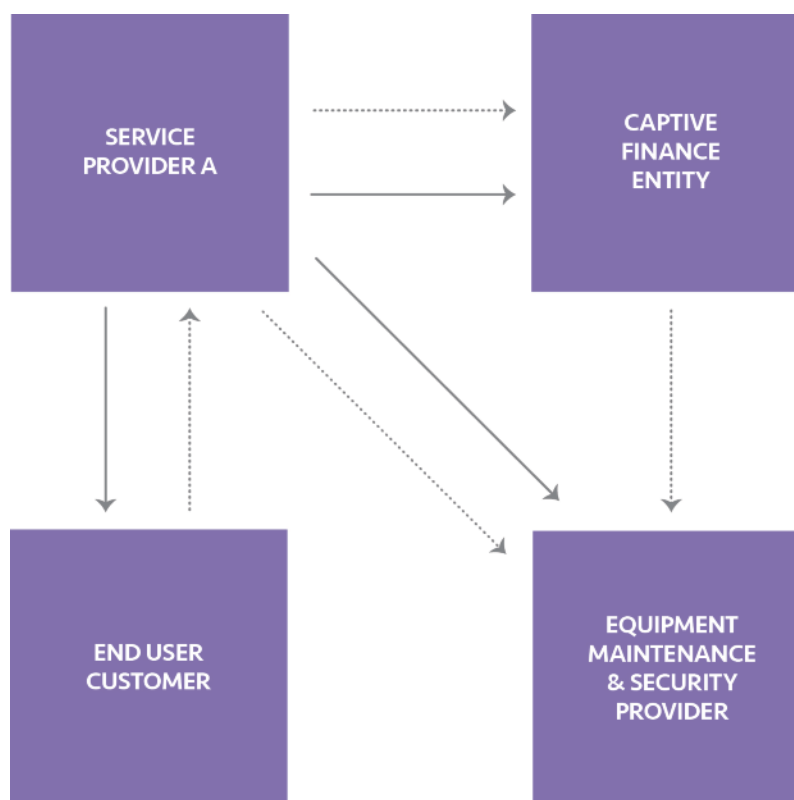 SERVICE
PROVIDER A
CAPTIVE
FINANCE
ENTITY
END USER
CUSTOMER
EQUIPMENT
MAINTENANCE
& SECURITY
PROVIDER